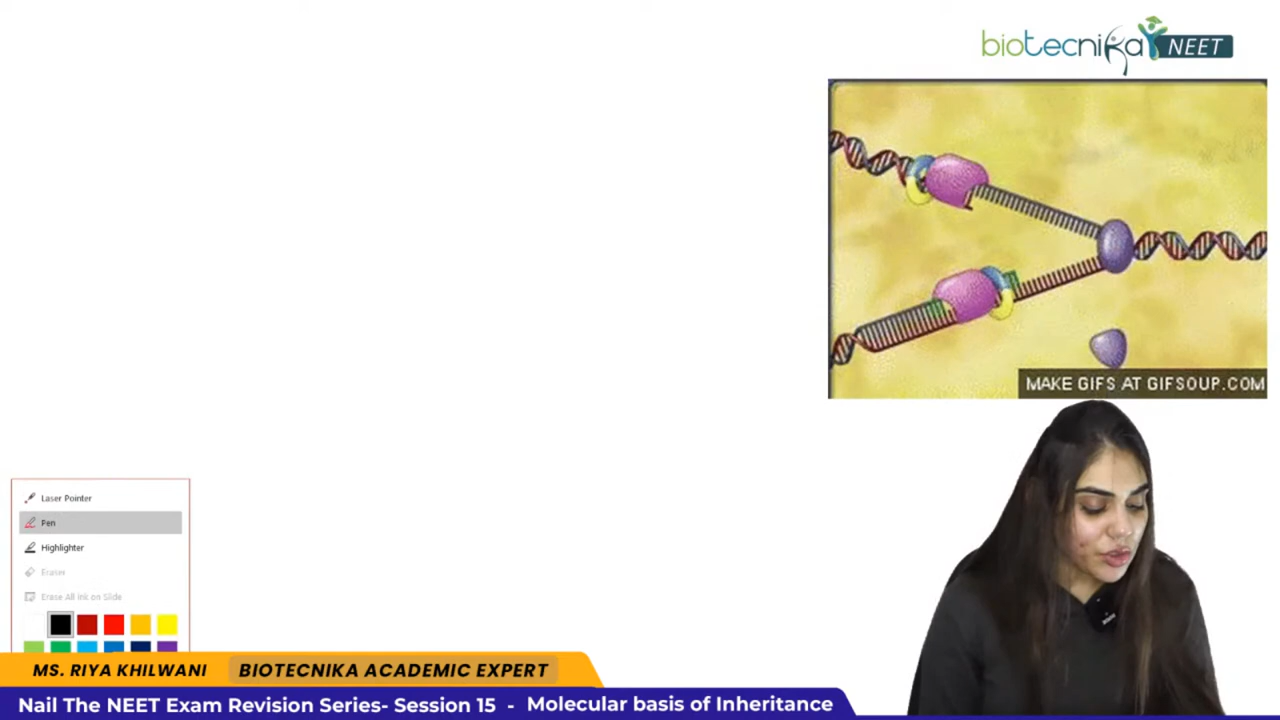 biotecnika NEET
MAKE GIFS AT GIFSOUP.COM
Laser Pointer
Pen
Highlighter
Eraser
Erase All Ink on Slide
MS. RIYA KHILWANI BIOTECNIKA ACADEMIC EXPERT
Nail The NEET Exam Revision Series- Session 15 - Molecular basis of Inheritance